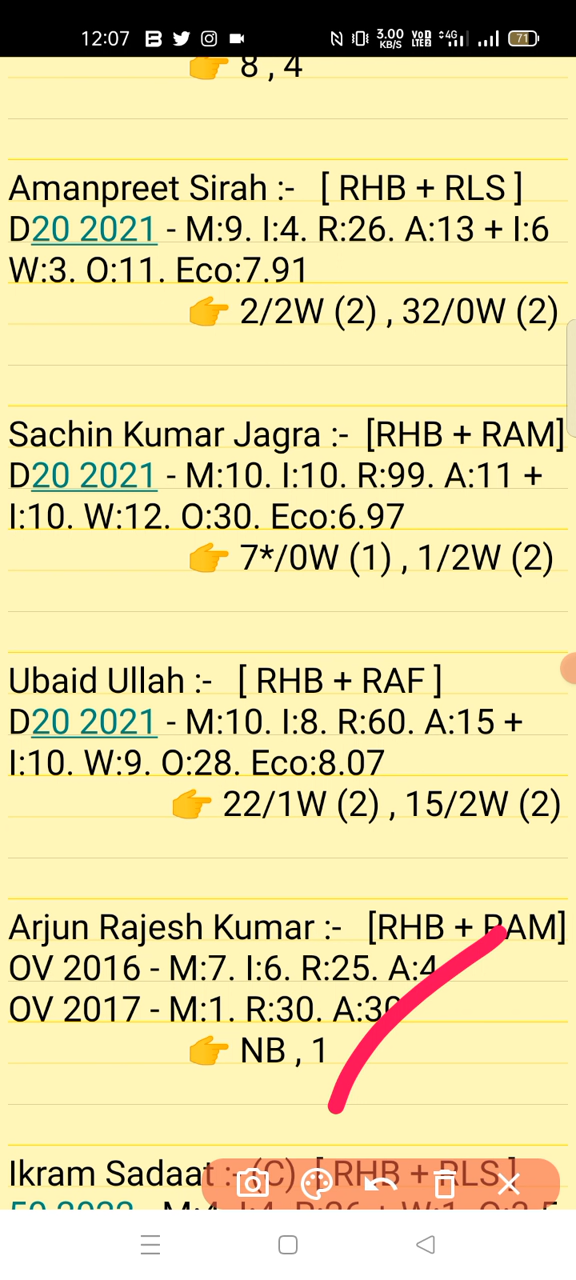 12:07 3.00 KB/S VoD LTE2 4G 71
👉 8 , 4
Amanpreet Sirah :- [ RHB + RLS ]
D20 2021 - M:9. I:4. R:26. A:13 + I:6
W:3. O:11. Eco:7.91
👉 2/2W (2) , 32/0W (2)
Sachin Kumar Jagra :- [RHB + RAM]
D20 2021 - M:10. I:10. R:99. A:11 +
I:10. W:12. O:30. Eco:6.97
👉 7*/0W (1) , 1/2W (2)
Ubaid Ullah :- [ RHB + RAF ]
D20 2021 - M:10. I:8. R:60. A:15 +
I:10. W:9. O:28. Eco:8.07
👉 22/1W (2) , 15/2W (2)
Arjun Rajesh Kumar :- [RHB + RAM]
OV 2016 - M:7. I:6. R:25. A:4
OV 2017 - M:1. R:30. A:30
👉 NB , 1
Ikram Sadaat :- (C) [ RHB + RLS ]